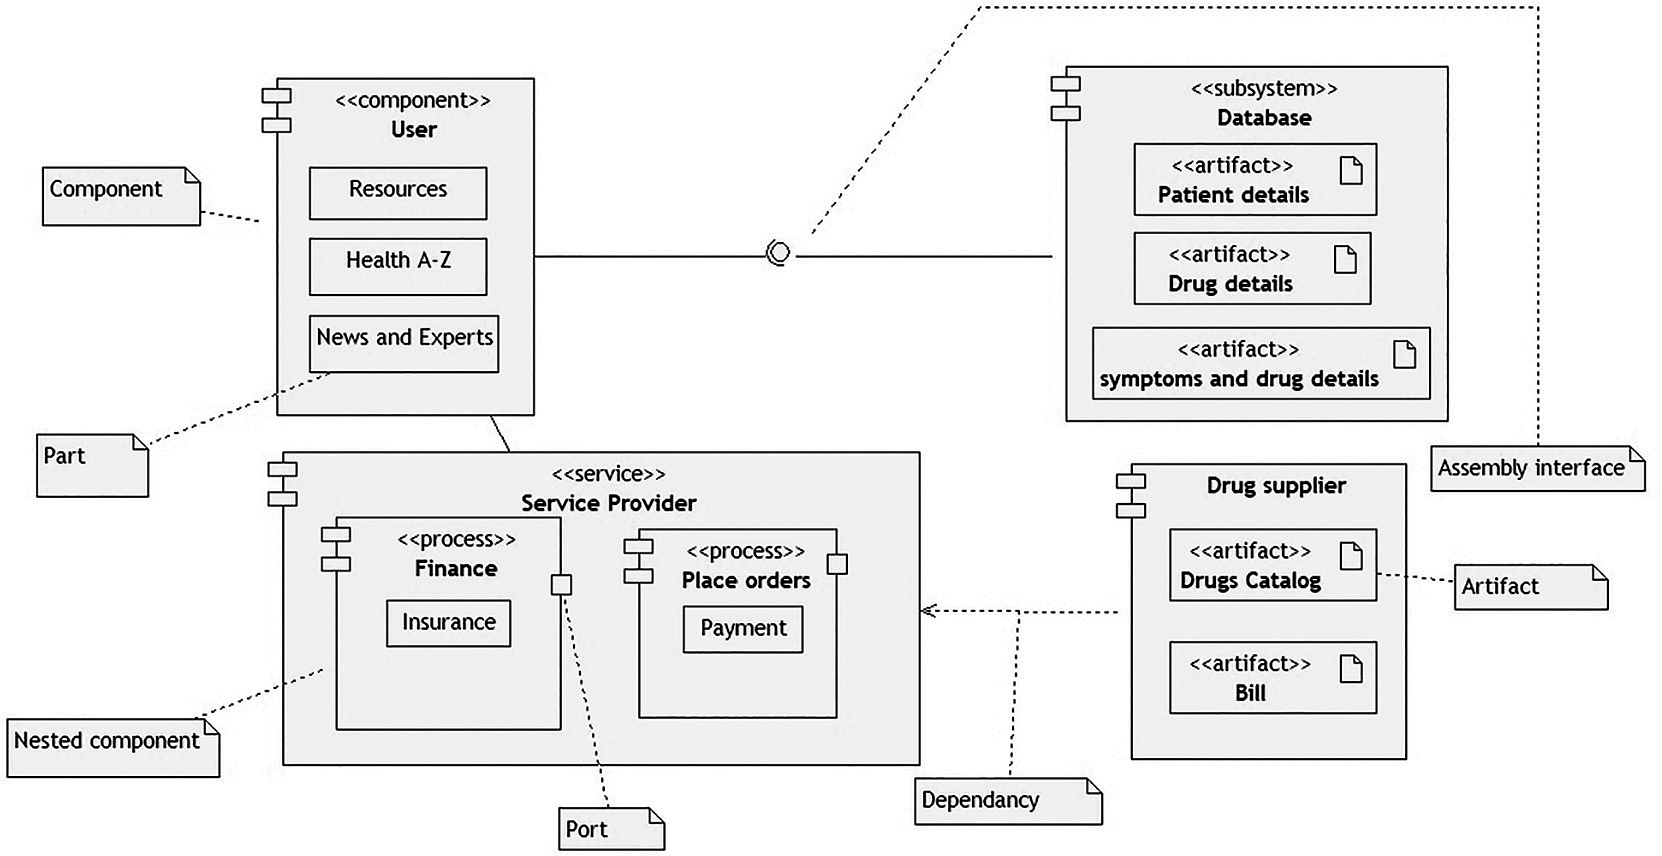 <<component>>
User
Resources
Health A-Z
News and Experts
Component
Part
<<subsystem>>
Database
<<artifact>>
Patient details
<<artifact>>
Drug details
<<artifact>>
symptoms and drug details
Assembly interface
<<service>>
Service Provider
<<process>>
Finance
Insurance
<<process>>
Place orders
Payment
Drug supplier
<<artifact>>
Drugs Catalog
<<artifact>>
Bill
Artifact
Nested component
Port
Dependancy